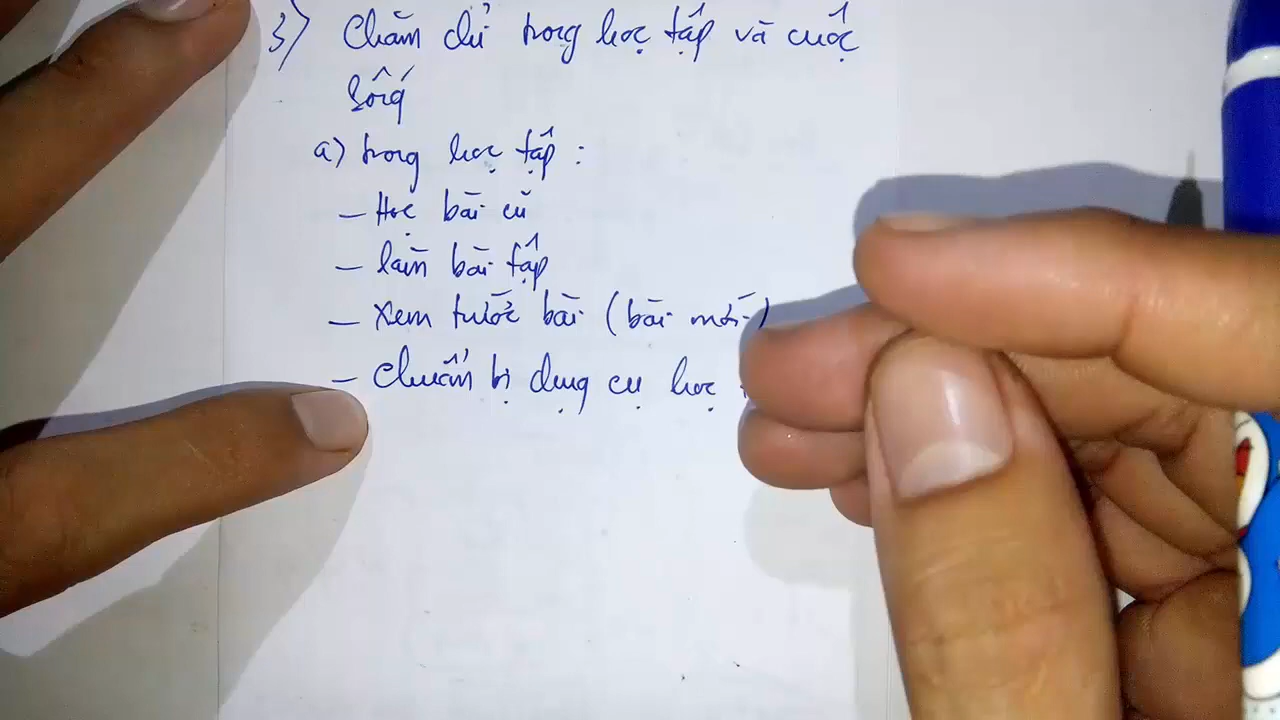 3) Chăm chỉ trong học tập và cuộc
sống
a) trong học tập :
- Học bài cũ
- làm bài tập
- Xem trước bài (bài mới)
- Chuẩn bị dụng cụ học